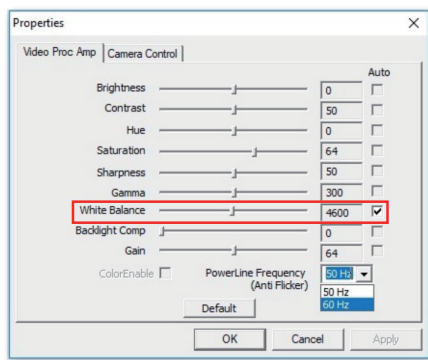 Properties
Video Proc Amp Camera Control
Auto
Brightness 0
Contrast 50
Hue 0
Saturation 64
Sharpness 50
Gamma 300
White Balance 4600
Backlight Comp 0
Gain 64
ColorEnable PowerLine Frequency 50 Hz
(Anti Flicker) 50 Hz
60 Hz
Default
OK Cancel Apply